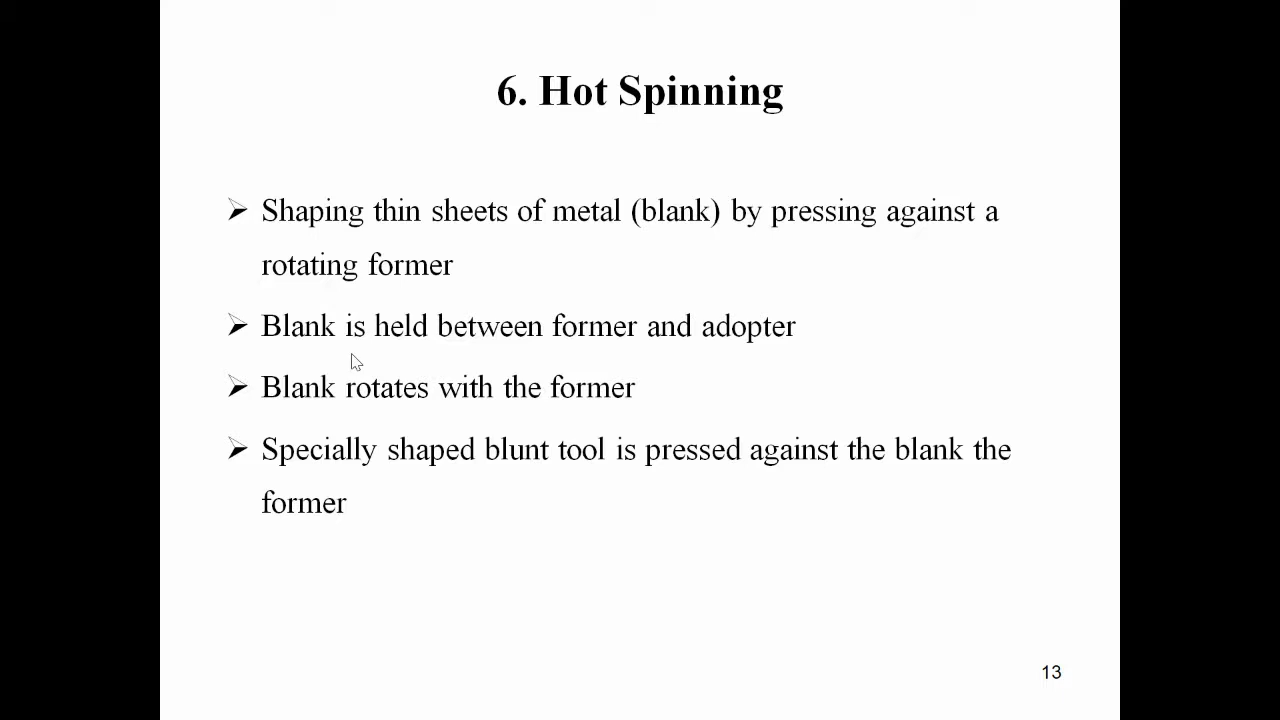 6. Hot Spinning
➢ Shaping thin sheets of metal (blank) by pressing against a
rotating former
➢ Blank is held between former and adopter
➢ Blank rotates with the former
➢ Specially shaped blunt tool is pressed against the blank the
former
13